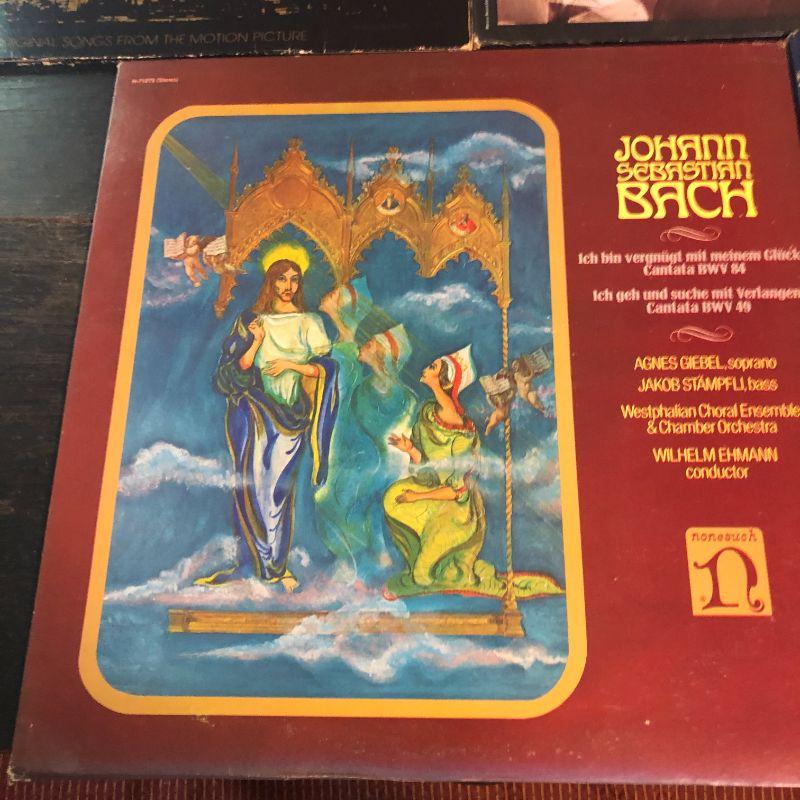 ORIGINAL SONGS FROM THE MOTION PICTURE
H-71273 (Stereo)
JOHANN
SEBASTIAN
BACH
Ich bin vergnügt mit meinem Glück
Cantata BWV 84
Ich geh und suche mit Verlangen
Cantata BWV 49
AGNES GIEBEL, soprano
JAKOB STÄMPFLI, bass
Westphalian Choral Ensemble
& Chamber Orchestra
WILHELM EHMANN
conductor
nonesuch
n